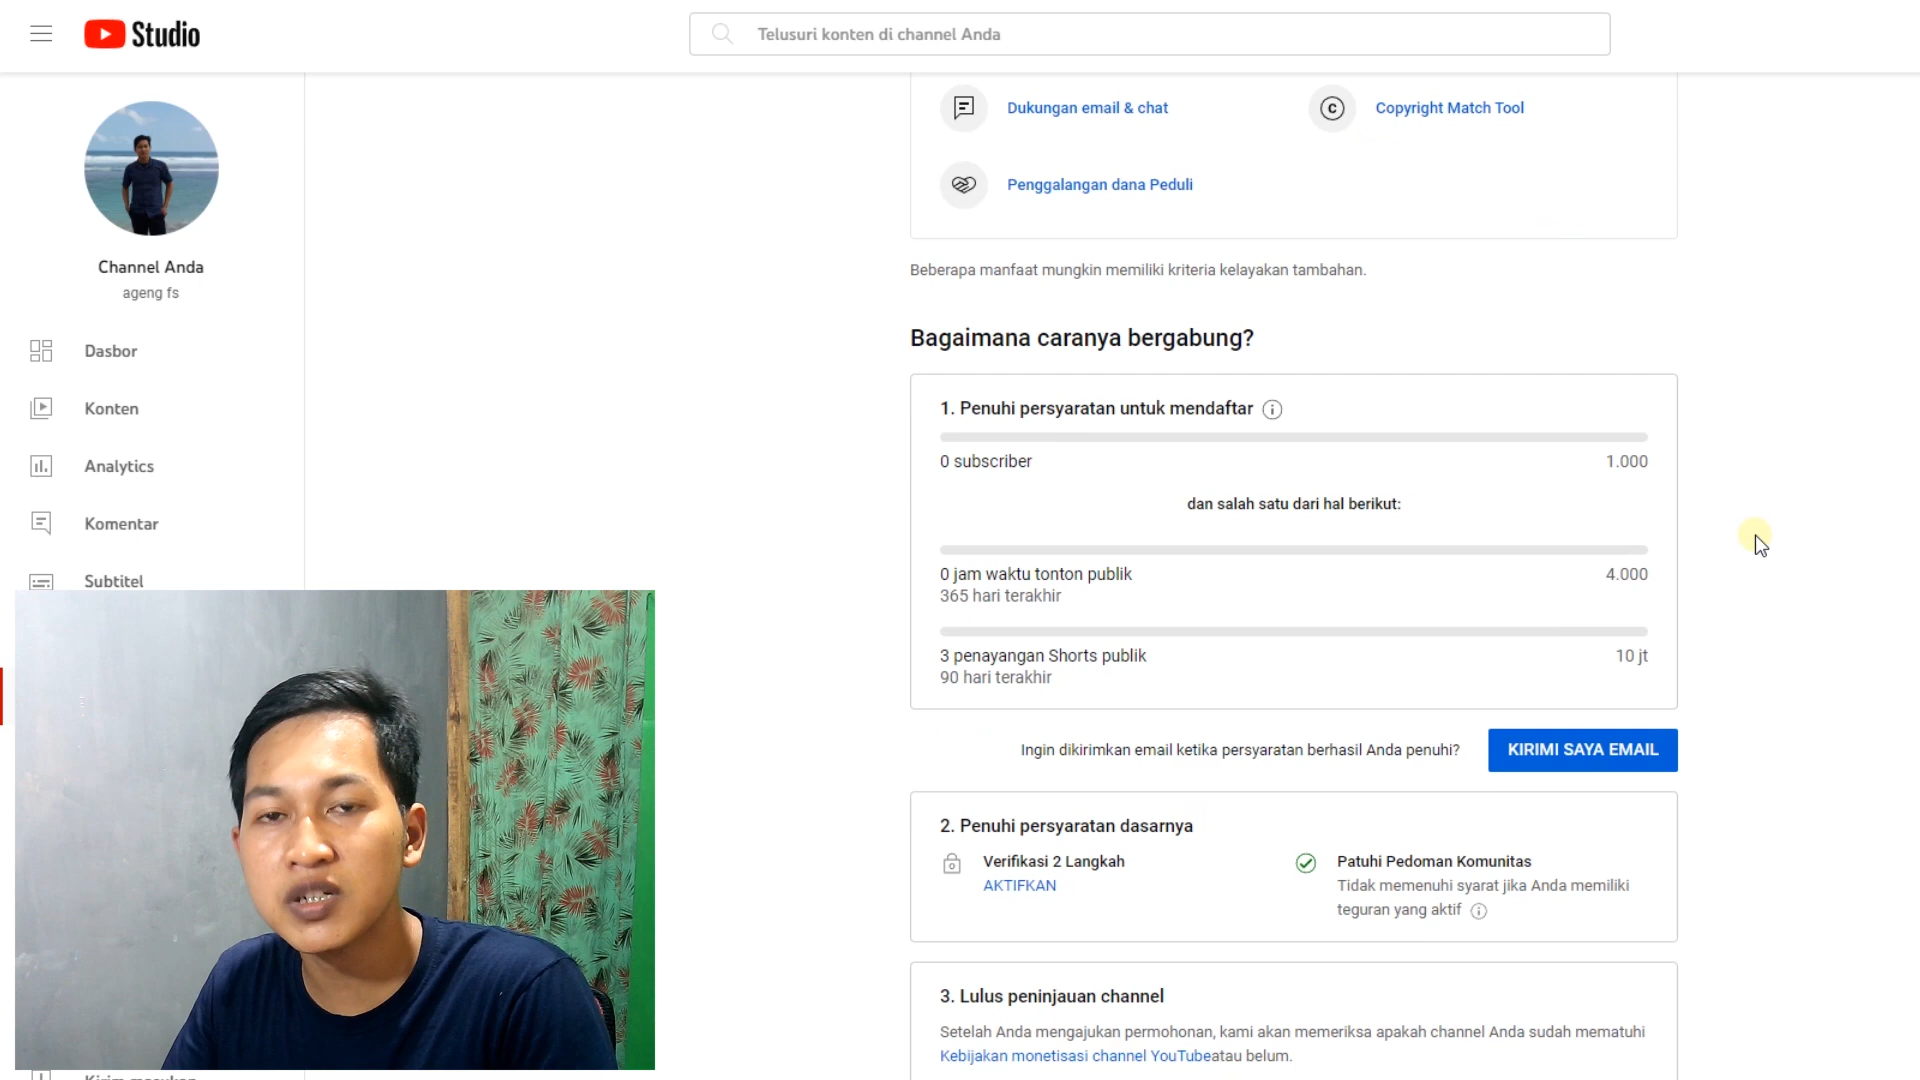 Studio
Telusuri konten di channel Anda
Channel Anda
ageng fs
Dasbor
Konten
Analytics
Komentar
Subtitel
Dukungan email & chat
Copyright Match Tool
Penggalangan dana Peduli
Beberapa manfaat mungkin memiliki kriteria kelayakan tambahan.
Bagaimana caranya bergabung?
1. Penuhi persyaratan untuk mendaftar
0 subscriber
1.000
dan salah satu dari hal berikut:
0 jam waktu tonton publik
4.000
365 hari terakhir
3 penayangan Shorts publik
10 jt
90 hari terakhir
Ingin dikirimkan email ketika persyaratan berhasil Anda penuhi?
KIRIMI SAYA EMAIL
2. Penuhi persyaratan dasarnya
Verifikasi 2 Langkah
AKTIFKAN
Patuhi Pedoman Komunitas
Tidak memenuhi syarat jika Anda memiliki
teguran yang aktif
3. Lulus peninjauan channel
Setelah Anda mengajukan permohonan, kami akan memeriksa apakah channel Anda sudah mematuhi
Kebijakan monetisasi channel YouTubeatau belum.